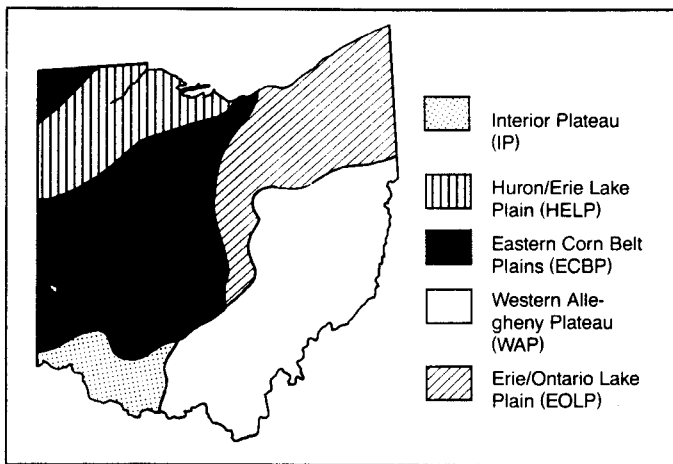 Interior Plateau
(IP)
Huron/Erie Lake
Plain (HELP)
Eastern Corn Belt
Plains (ECBP)
Western Alle-
gheny Plateau
(WAP)
Erie/Ontario Lake
Plain (EOLP)